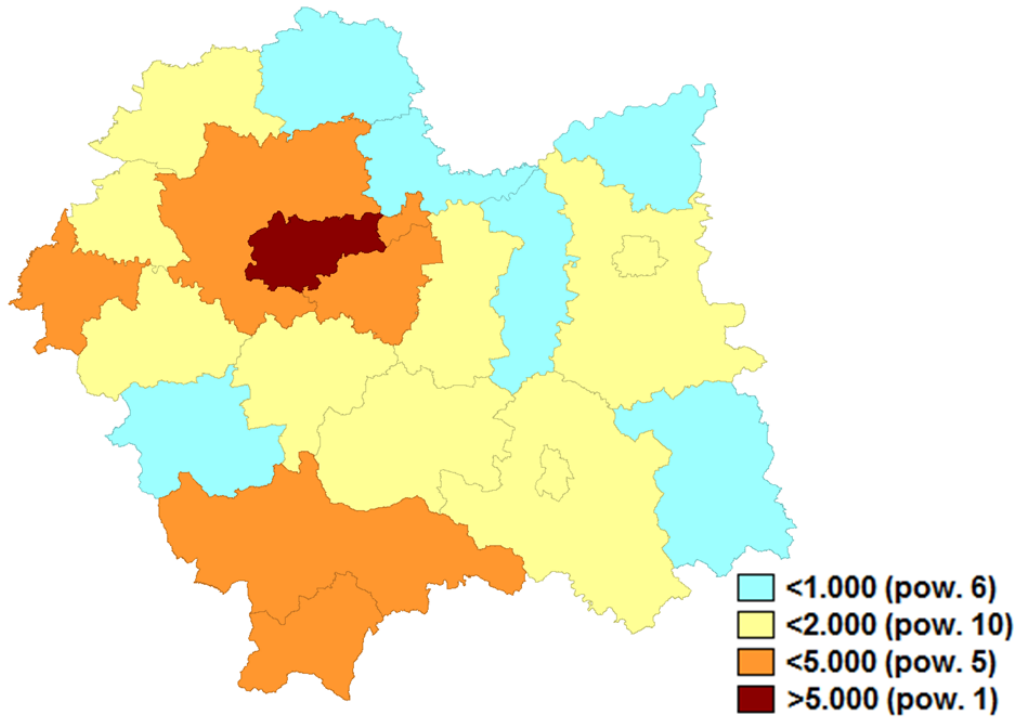 <1.000 (pow. 6)
<2.000 (pow. 10)
<5.000 (pow. 5)
>5.000 (pow. 1)